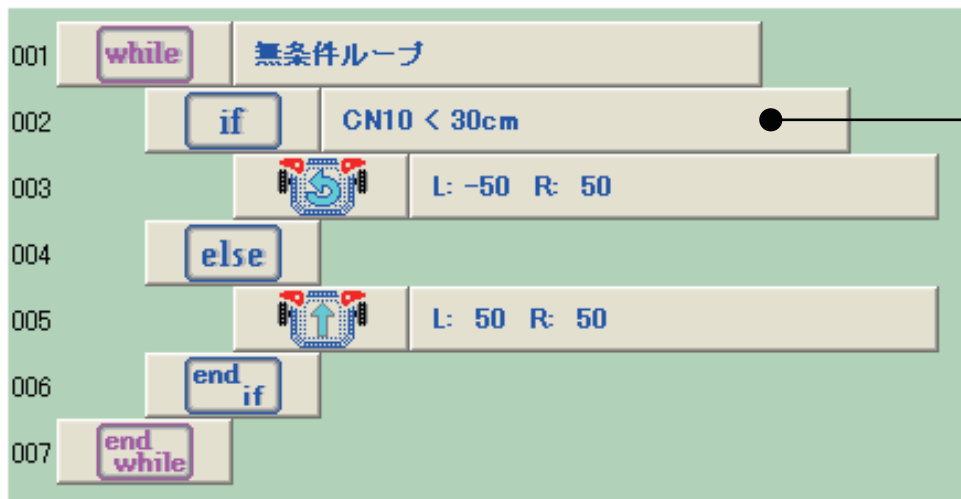 001 while 無条件ループ
002 if CN10 < 30cm
003 L: -50 R: 50
004 else
005 L: 50 R: 50
006 end if
007 end while